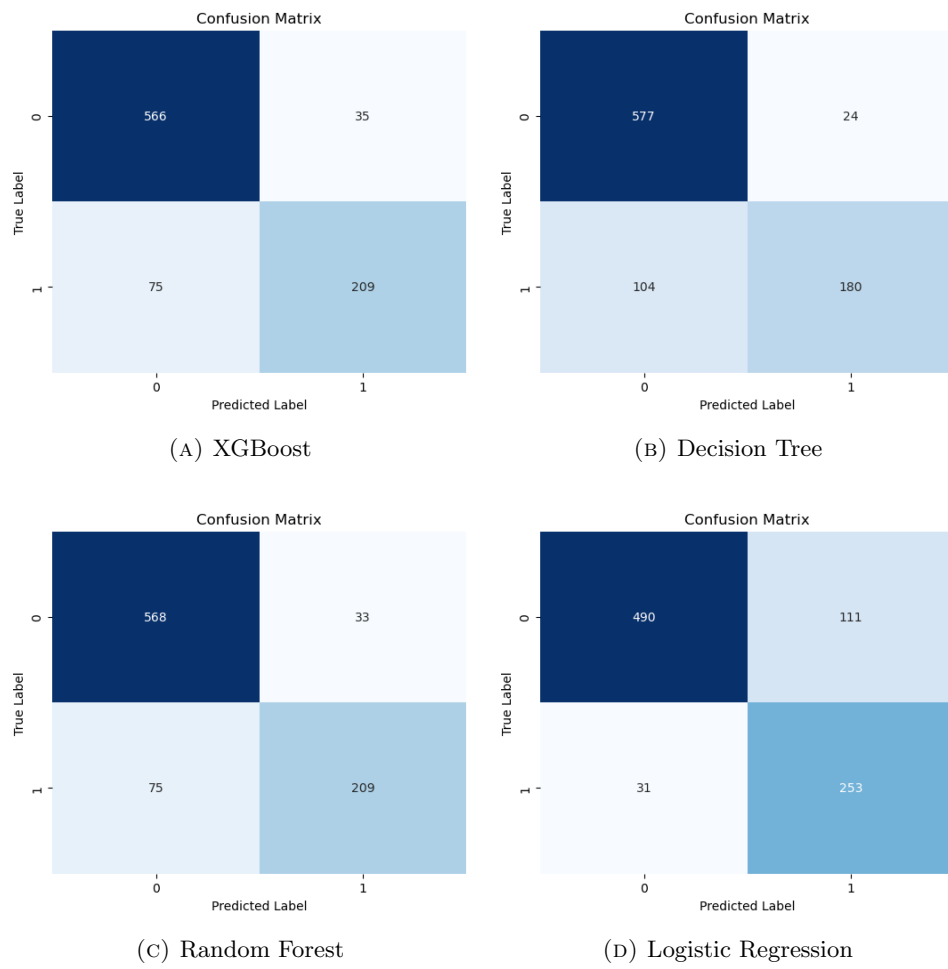 Confusion Matrix
0
566
35
True Label
1
75
209
0
1
Predicted Label
(A) XGBoost
Confusion Matrix
0
577
24
True Label
1
104
180
0
1
Predicted Label
(B) Decision Tree
Confusion Matrix
0
568
33
True Label
1
75
209
0
1
Predicted Label
(C) Random Forest
Confusion Matrix
0
490
111
True Label
1
31
253
0
1
Predicted Label
(D) Logistic Regression